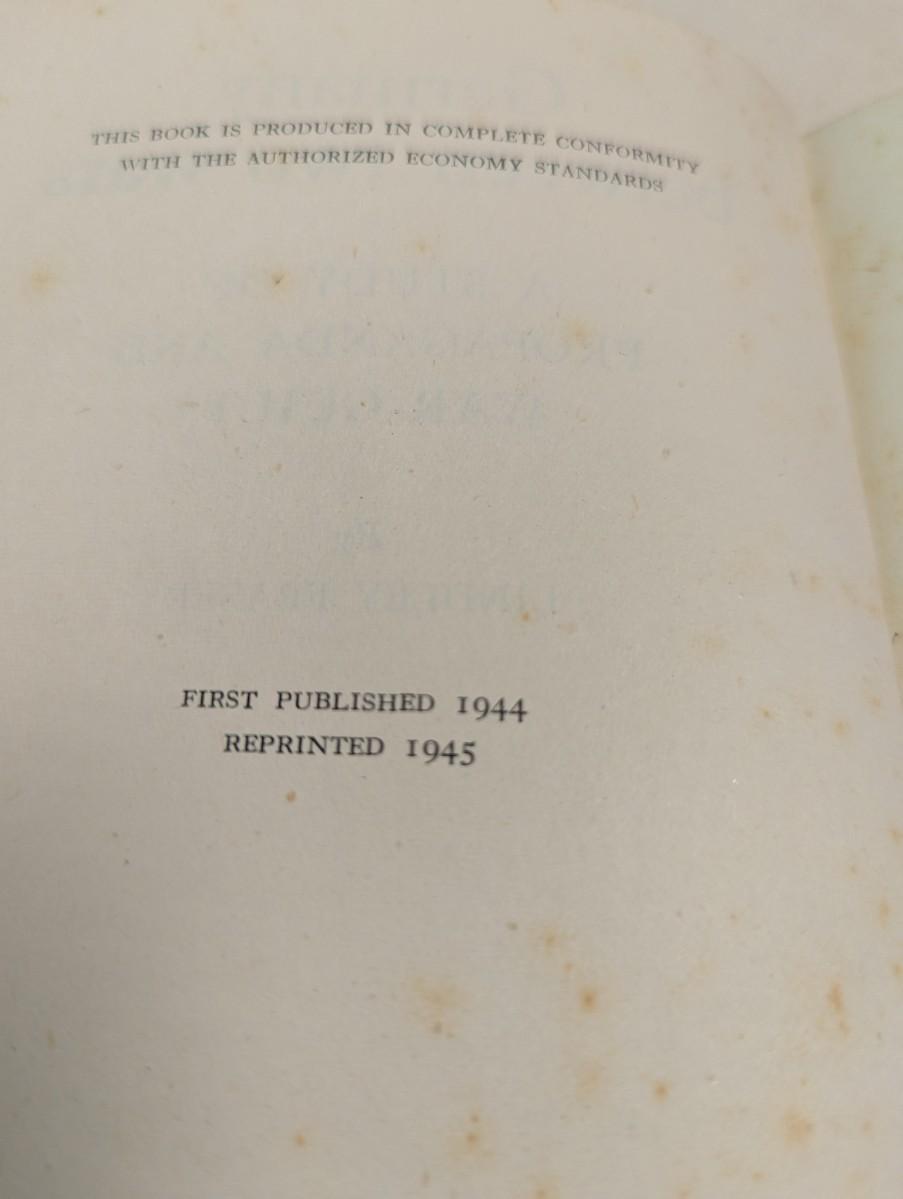 THIS BOOK IS PRODUCED IN COMPLETE CONFORMITY
WITH THE AUTHORIZED ECONOMY STANDARDS
FIRST PUBLISHED 1944
REPRINTED 1945